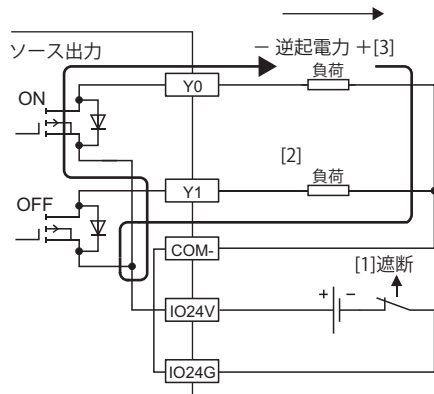 ソース出力
− 逆起電力 +[3]
Y0
負荷
ON
[2]
Y1
負荷
OFF
COM-
[1]遮断
+ −
IO24V
IO24G